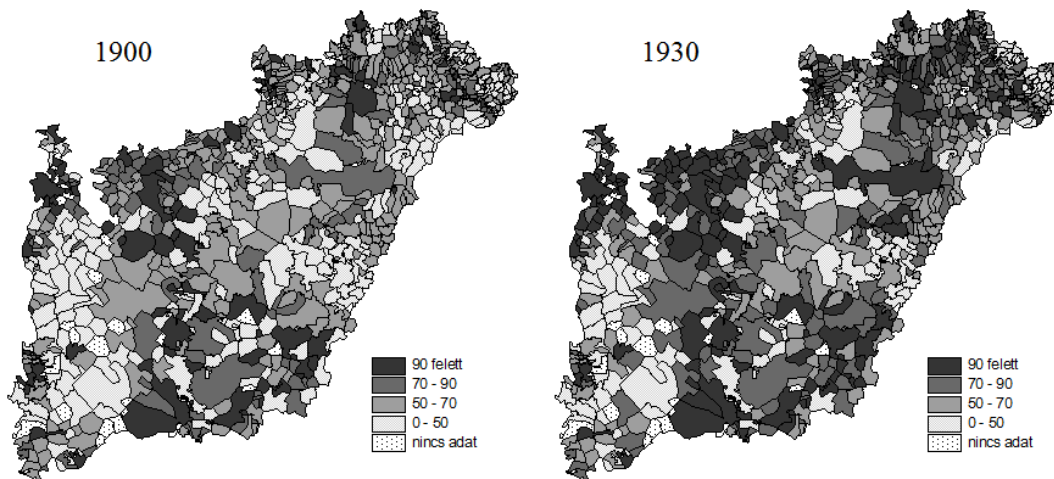 1900
90 felett
70 - 90
50 - 70
0 - 50
nincs adat
1930
90 felett
70 - 90
50 - 70
0 - 50
nincs adat